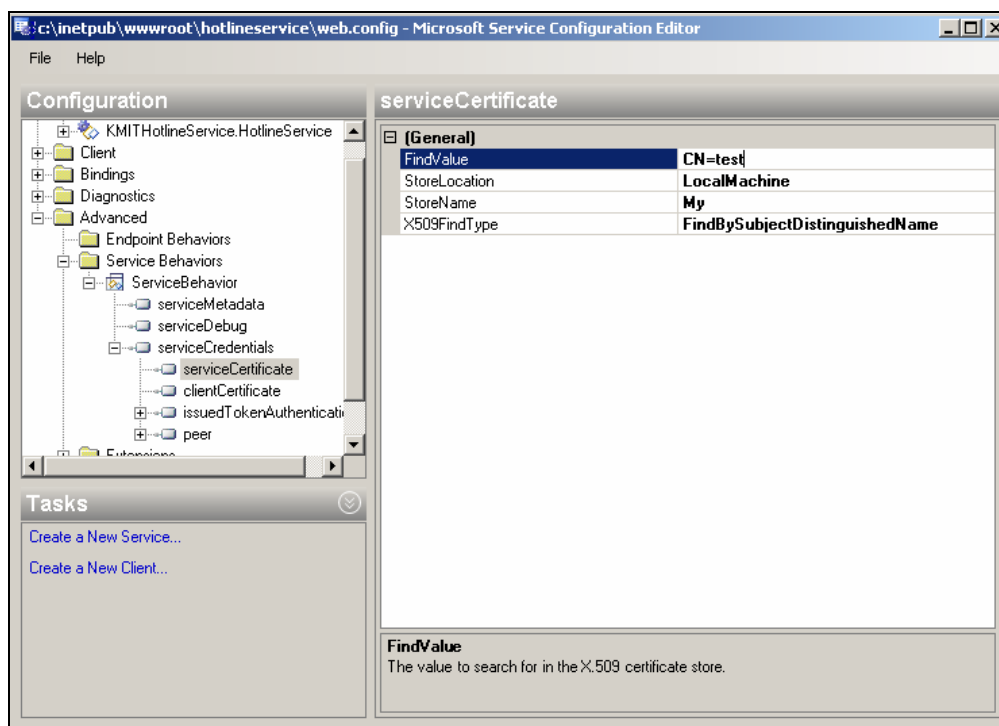 c:\inetpub\wwwroot\hotlineservice\web.config - Microsoft Service Configuration Editor
File Help
Configuration
KMITHotlineService.HotlineService
Client
Bindings
Diagnostics
Advanced
Endpoint Behaviors
Service Behaviors
ServiceBehavior
serviceMetadata
serviceDebug
serviceCredentials
serviceCertificate
clientCertificate
issuedTokenAuthenticati
peer
Extensions
Tasks
Create a New Service...
Create a New Client...
serviceCertificate
(General)
FindValue CN=test
StoreLocation LocalMachine
StoreName My
X509FindType FindBySubjectDistinguishedName
FindValue
The value to search for in the X.509 certificate store.